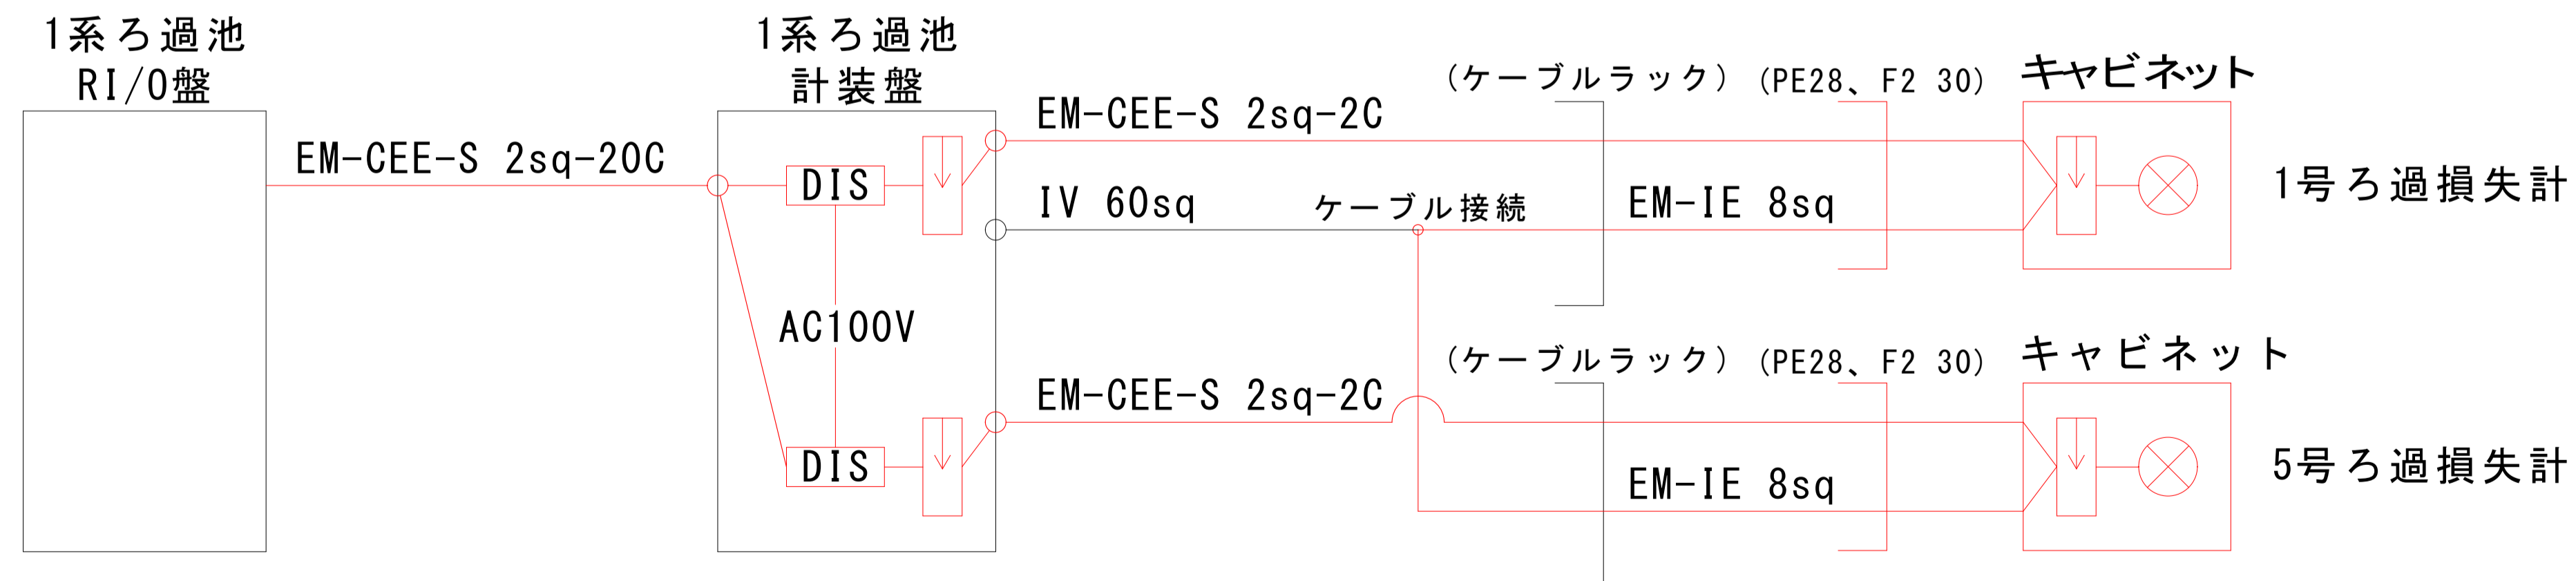 1系ろ過池
RI/O盤
1系ろ過池
計装盤
EM-CEE-S 2sq-20C
DIS
AC100V
DIS
EM-CEE-S 2sq-2C
IV 60sq
ケーブル接続
(ケーブルラック)
(PE28、F2 30)
キャビネット
EM-IE 8sq
1号ろ過損失計
EM-CEE-S 2sq-2C
(ケーブルラック)
(PE28、F2 30)
キャビネット
EM-IE 8sq
5号ろ過損失計